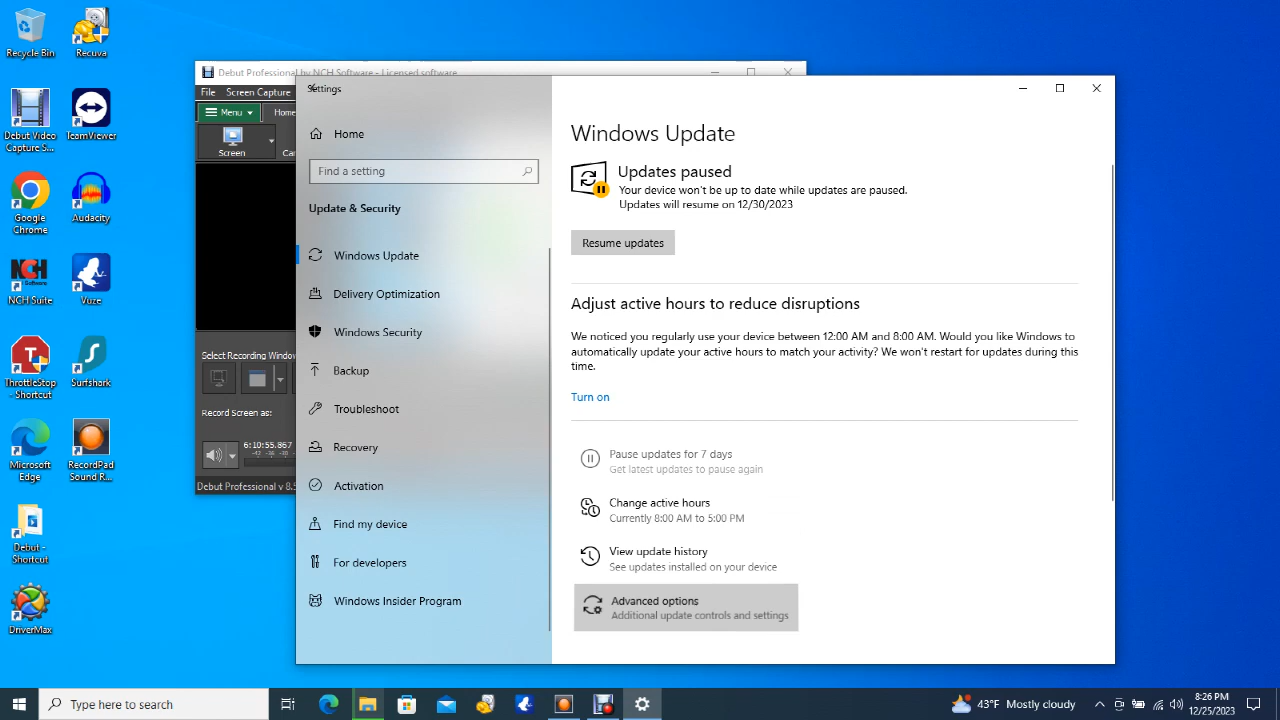 Recycle Bin
Recuva
Debut Video
Capture S...
TeamViewer
Google
Chrome
Audacity
NCH Suite
Vuze
ThrottleStop
- Shortcut
Surfshark
Microsoft
Edge
RecordPad
Sound R...
Debut -
Shortcut
DriverMax
Debut Professional by NCH Software - Licensed software
File Screen Capture
Menu Home
Screen
Select Recording Window
Record Screen as:
6:10:55.867
-42 -36 -30
Debut Professional v 8.
Settings
Home
Find a setting
Update & Security
Windows Update
Delivery Optimization
Windows Security
Backup
Troubleshoot
Recovery
Activation
Find my device
For developers
Windows Insider Program
Windows Update
Updates paused
Your device won't be up to date while updates are paused.
Updates will resume on 12/30/2023
Resume updates
Adjust active hours to reduce disruptions
We noticed you regularly use your device between 12:00 AM and 8:00 AM. Would you like Windows to
automatically update your active hours to match your activity? We won't restart for updates during this
time.
Turn on
Pause updates for 7 days
Get latest updates to pause again
Change active hours
Currently 8:00 AM to 5:00 PM
View update history
See updates installed on your device
Advanced options
Additional update controls and settings
Type here to search
43°F Mostly cloudy
8:26 PM
12/25/2023